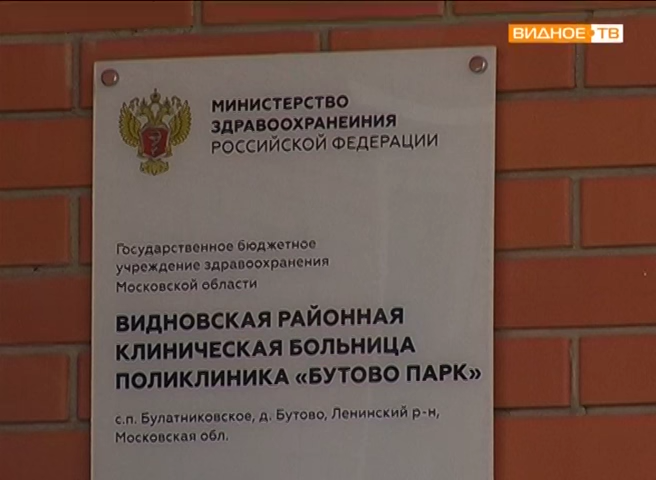 ВИДНОЕ ТВ
МИНИСТЕРСТВО
ЗДРАВООХРАНЕИНИЯ
РОССИЙСКОЙ ФЕДЕРАЦИИ
Государственное бюджетное
учреждение здравоохранения
Московской области
ВИДНОВСКАЯ РАЙОННАЯ
КЛИНИЧЕСКАЯ БОЛЬНИЦА
ПОЛИКЛИНИКА «БУТОВО ПАРК»
с.п. Булатниковское, д. Бутово, Ленинский р-н,
Московская обл.